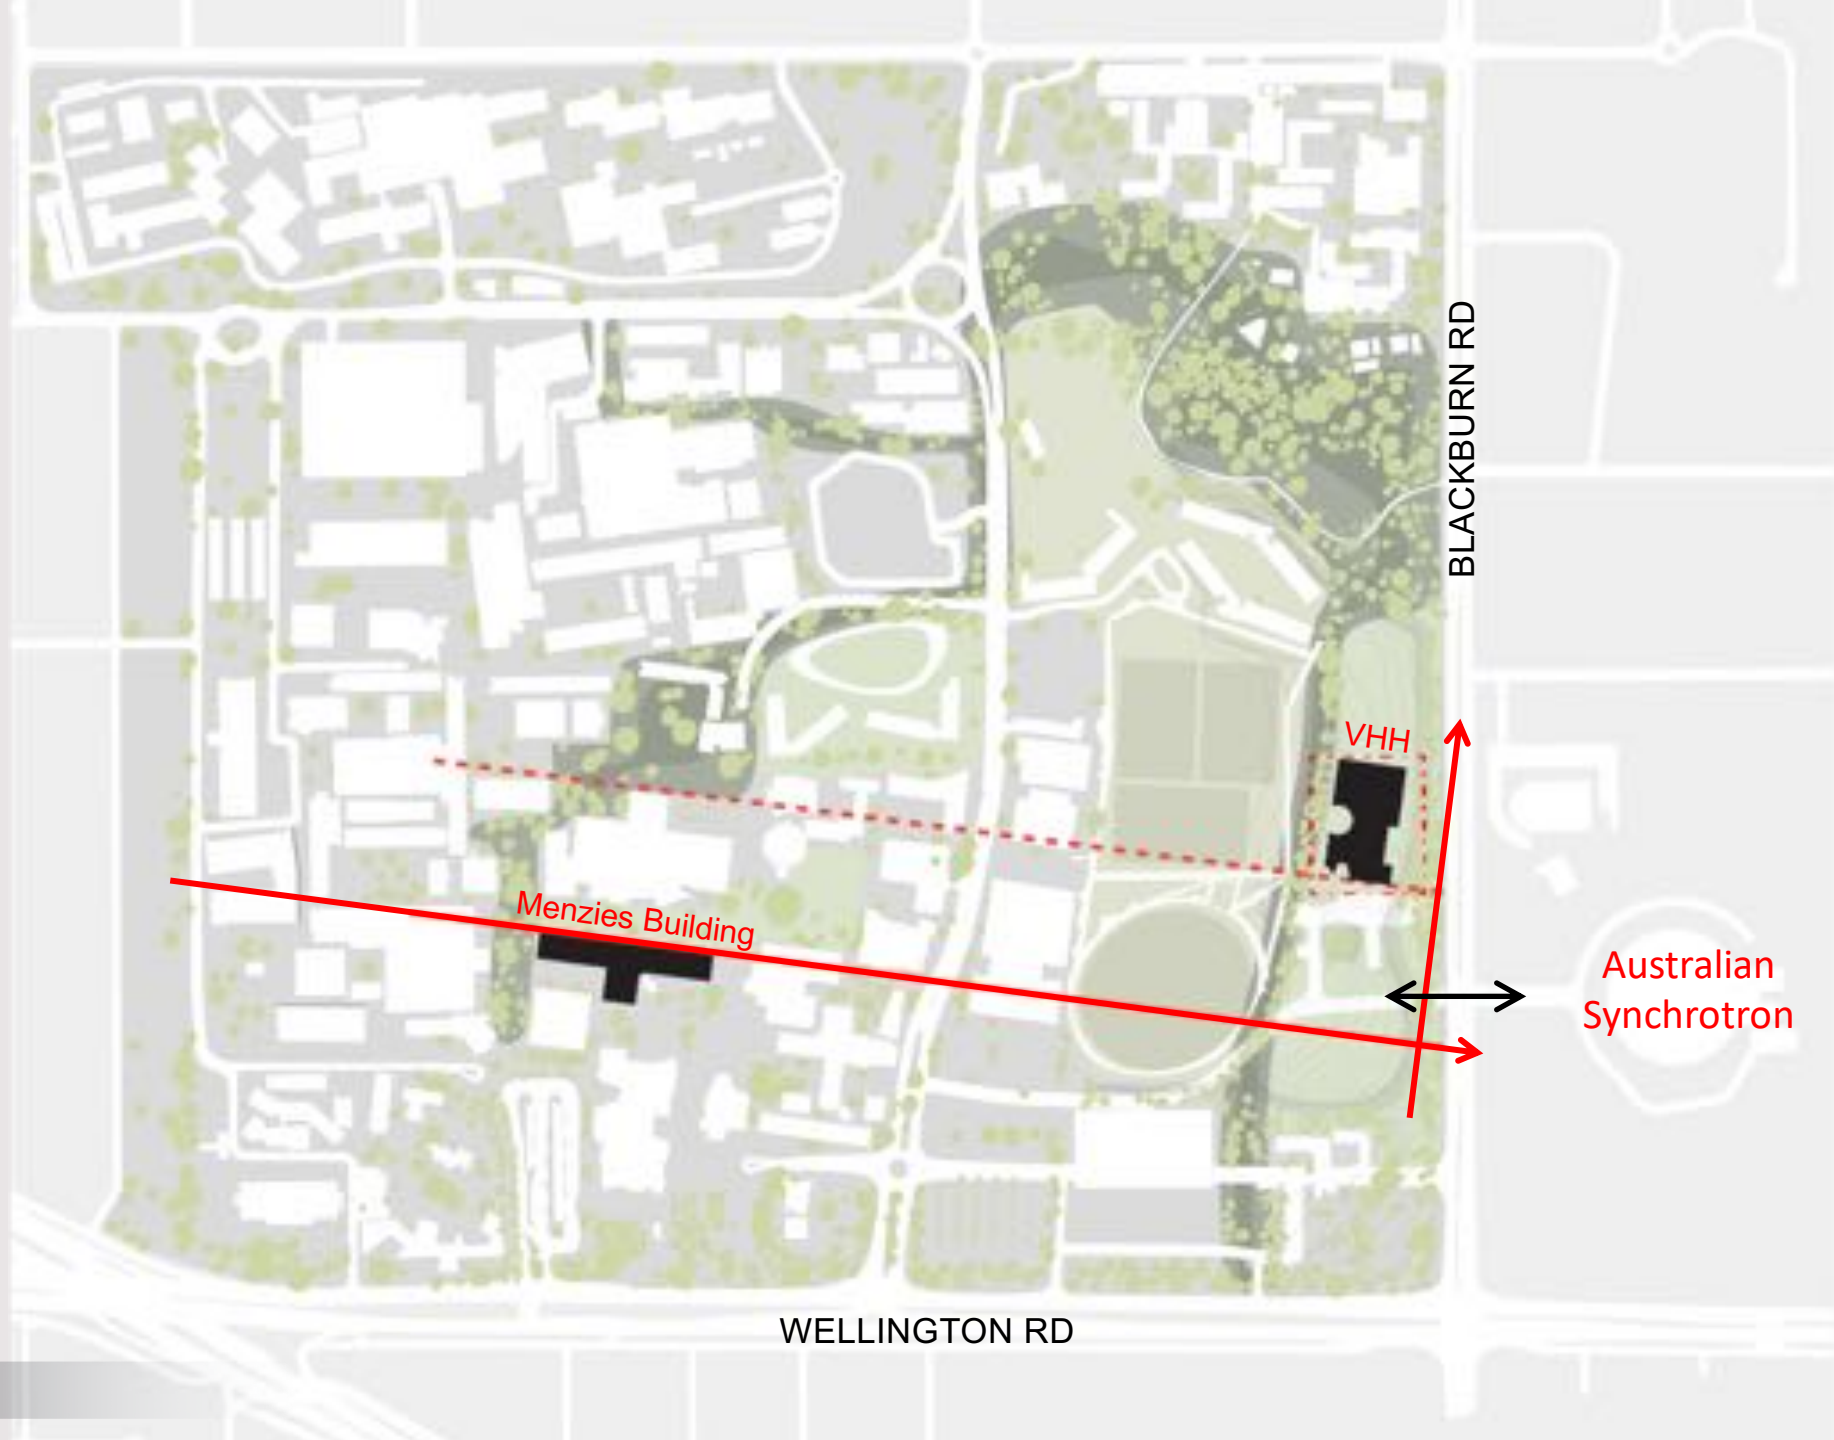 BLACKBURN RD
VHH
Menzies Building
Australian
Synchrotron
WELLINGTON RD